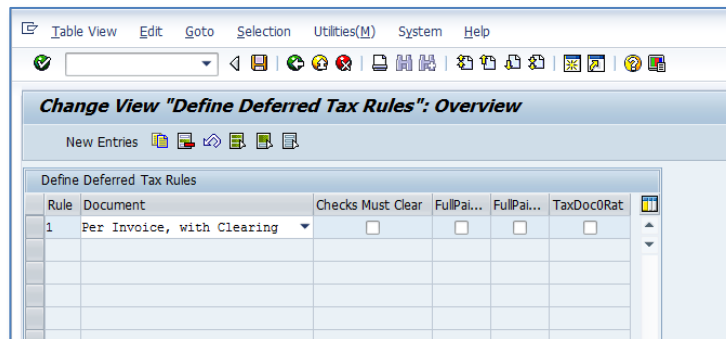 Table View Edit Goto Selection Utilities(M) System Help
Change View "Define Deferred Tax Rules": Overview
New Entries
Define Deferred Tax Rules
Rule Document Checks Must Clear FullPai... FullPai... TaxDoc0Rat
1 Per Invoice, with Clearing